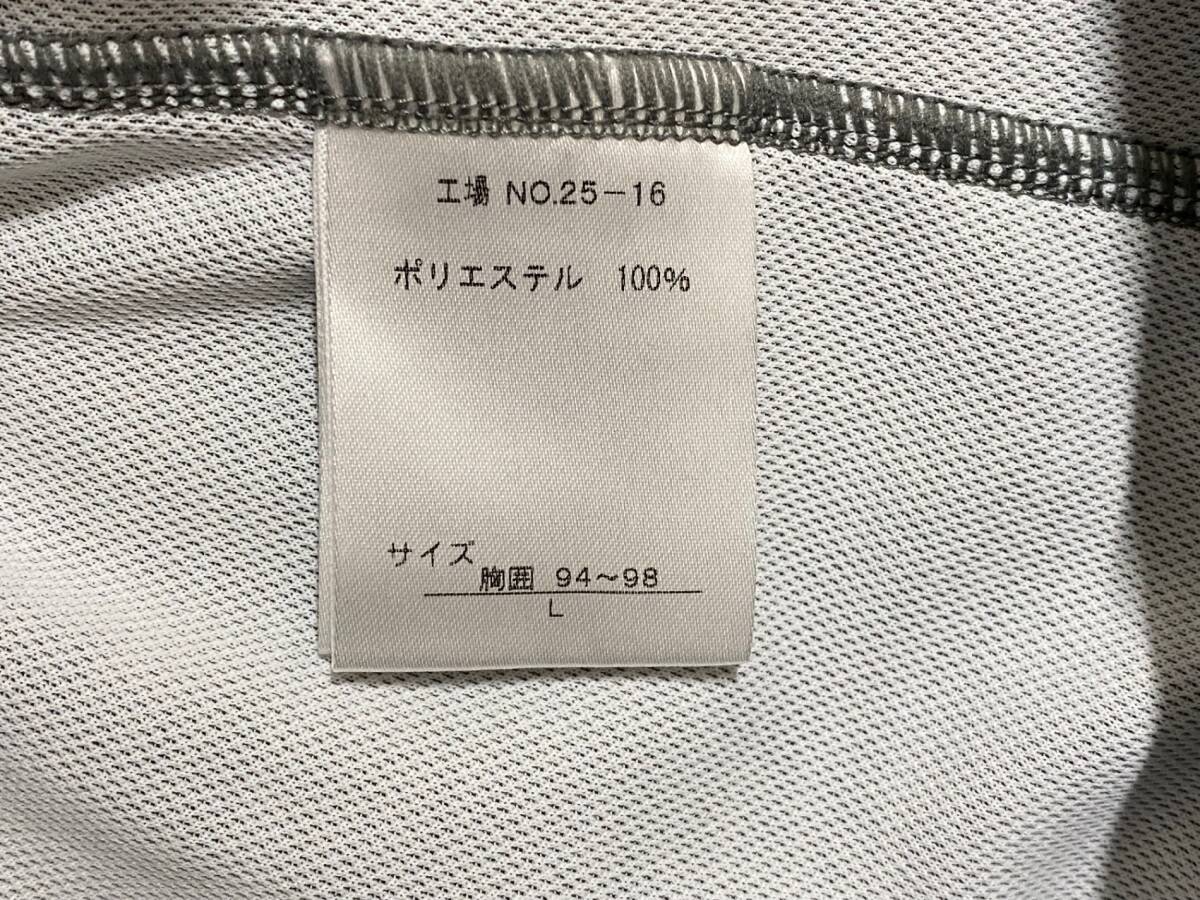 工場 NO.25－16
ポリエステル 100%
サイズ
胸囲 94～98
L